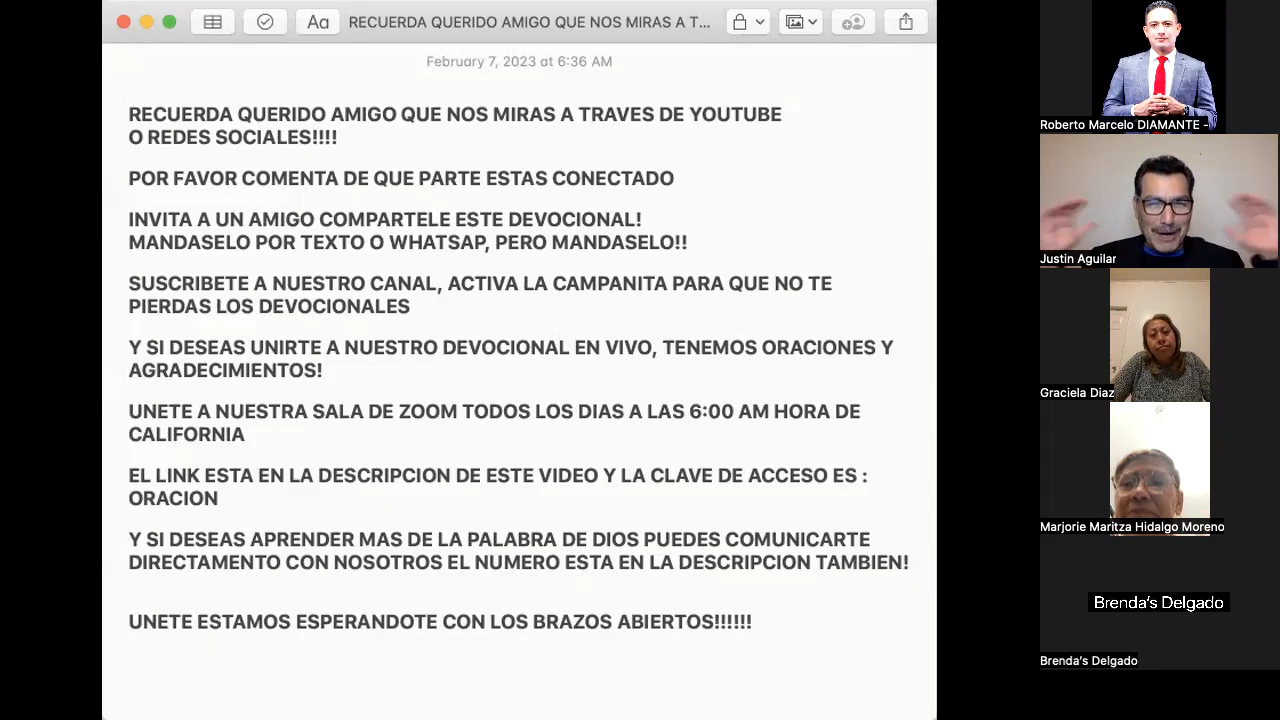 Aa
RECUERDA QUERIDO AMIGO QUE NOS MIRAS A T...
February 7, 2023 at 6:36 AM
RECUERDA QUERIDO AMIGO QUE NOS MIRAS A TRAVES DE YOUTUBE
O REDES SOCIALES!!!!
POR FAVOR COMENTA DE QUE PARTE ESTAS CONECTADO
INVITA A UN AMIGO COMPARTELE ESTE DEVOCIONAL!
MANDASELO POR TEXTO O WHATSAP, PERO MANDASELO!!
SUSCRIBETE A NUESTRO CANAL, ACTIVA LA CAMPANITA PARA QUE NO TE
PIERDAS LOS DEVOCIONALES
Y SI DESEAS UNIRTE A NUESTRO DEVOCIONAL EN VIVO, TENEMOS ORACIONES Y
AGRADECIMIENTOS!
UNETE A NUESTRA SALA DE ZOOM TODOS LOS DIAS A LAS 6:00 AM HORA DE
CALIFORNIA
EL LINK ESTA EN LA DESCRIPCION DE ESTE VIDEO Y LA CLAVE DE ACCESO ES :
ORACION
Y SI DESEAS APRENDER MAS DE LA PALABRA DE DIOS PUEDES COMUNICARTE
DIRECTAMENTO CON NOSOTROS EL NUMERO ESTA EN LA DESCRIPCION TAMBIEN!
UNETE ESTAMOS ESPERANDOTE CON LOS BRAZOS ABIERTOS!!!!!!
Roberto Marcelo DIAMANTE -
Justin Aguilar
Graciela Diaz
Marjorie Maritza Hidalgo Moreno
Brenda's Delgado
Brenda's Delgado